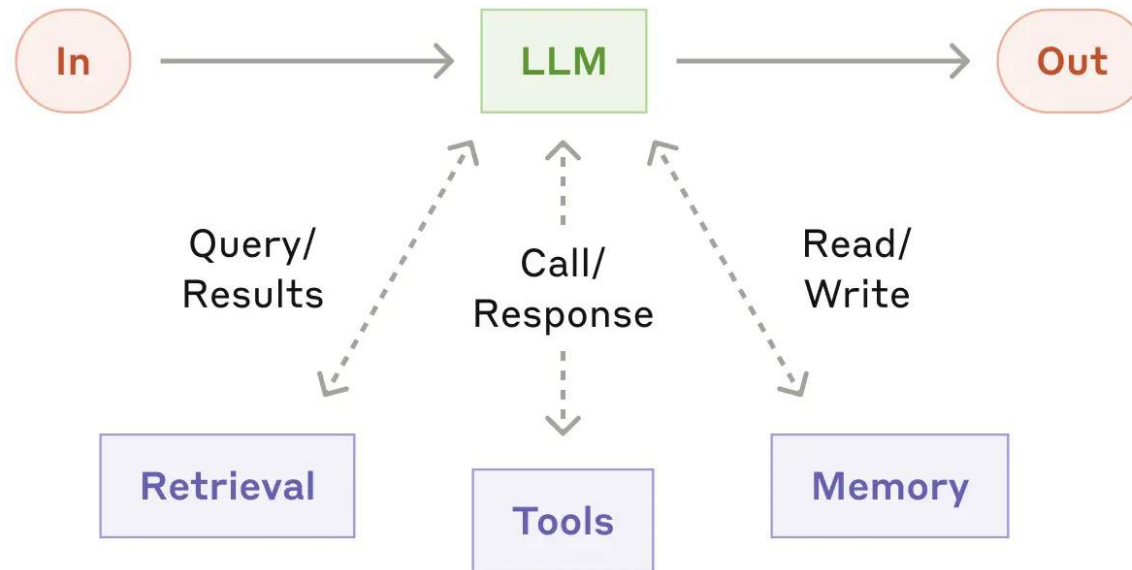 In
LLM
Out
Query/
Results
Call/
Response
Read/
Write
Retrieval
Tools
Memory